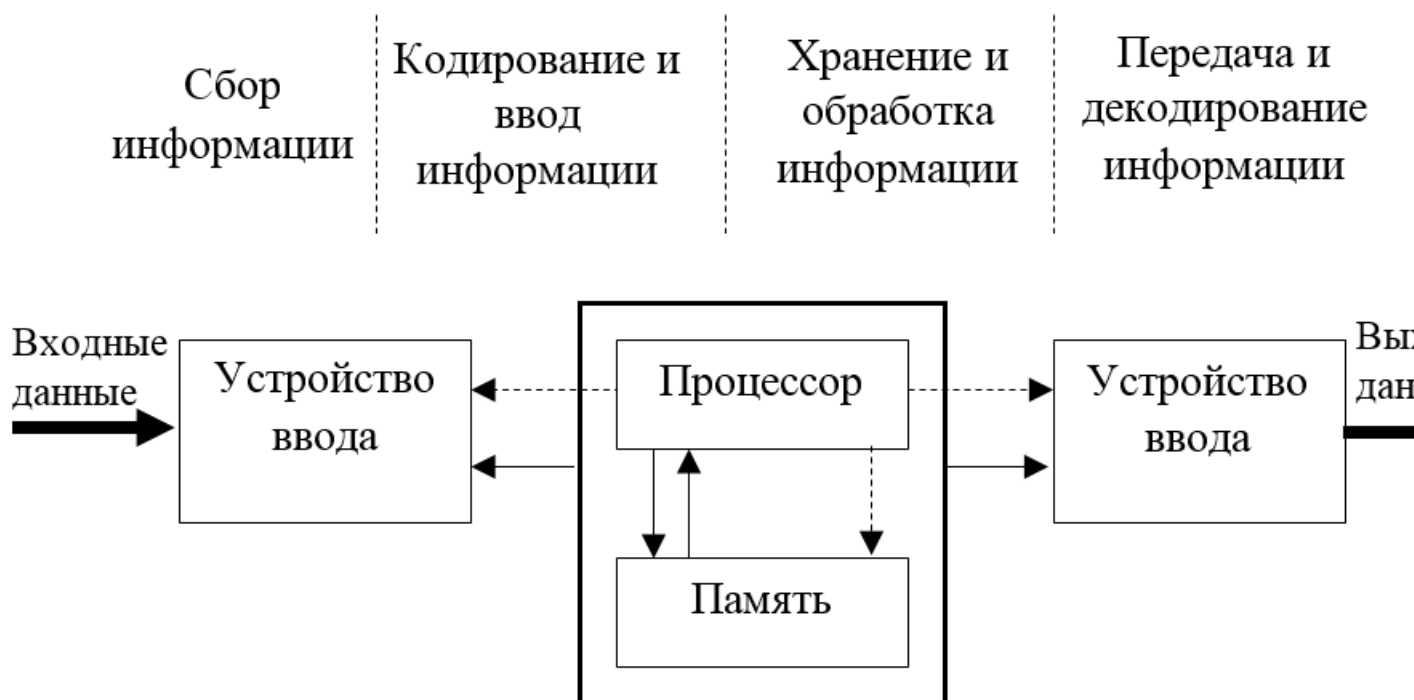 Сбор
информации
Кодирование и
ввод
информации
Хранение и
обработка
информации
Передача и
декодирование
информации
Входные
данные
Устройство
ввода
Процессор
Память
Устройство
ввода